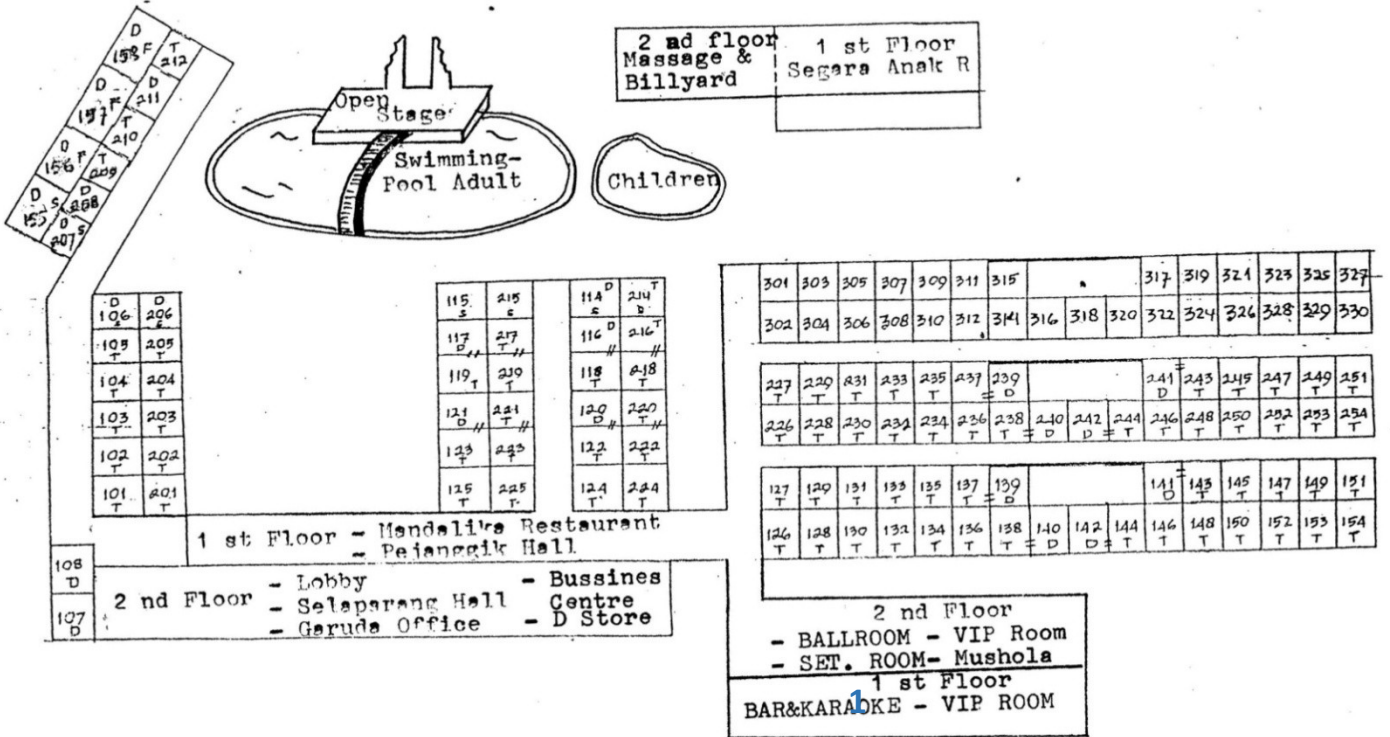 D
158 F
T
212
D
157 F
D
211
T
210
D
156 F
T
209
D
155 S
D
208
D
207 S
Open
Stage
Swimming-
Pool Adult
Children
2 nd floor
Massage &
Billyard
1 st Floor
Segara Anak R
D D
106 206
S S
105 205
T T
104 204
T T
103 203
T T
102 202
T T
101 201
T T
108
D
107
D
115 215
S S
117 217
D T
119 T 219
T
121 221
D T
123 223
T T
125 225
T T
114 D 214 T
S D
116 D 216 T
118 218
T T
120 220
D T
122 222
T T
124 224
T T
301 303 305 307 309 311 315 317 319 321 323 325 327
302 304 306 308 310 312 314 316 318 320 322 324 326 328 329 330
227 229 231 233 235 237 239 241 243 245 247 249 251
T T T T T T = D D = T T T T T
226 228 230 232 234 236 238 240 242 244 246 248 250 252 253 254
T T T T T T T = D D = T T T T T T T
127 129 131 133 135 137 139 141 143 145 147 149 151
T T T T T T = D D = T T T T T
126 128 130 132 134 136 138 140 142 144 146 148 150 152 153 154
T T T T T T T = D D = T T T T T T T
1 st Floor - Mandalika Restaurant
- Pejanggik Hall
2 nd Floor - Lobby - Bussines
- Selaparang Hall Centre
- Garuda Office - D Store
2 nd Floor
- BALLROOM - VIP Room
- SET. ROOM- Mushola
1 st Floor
BAR&KARAOKE - VIP ROOM
1